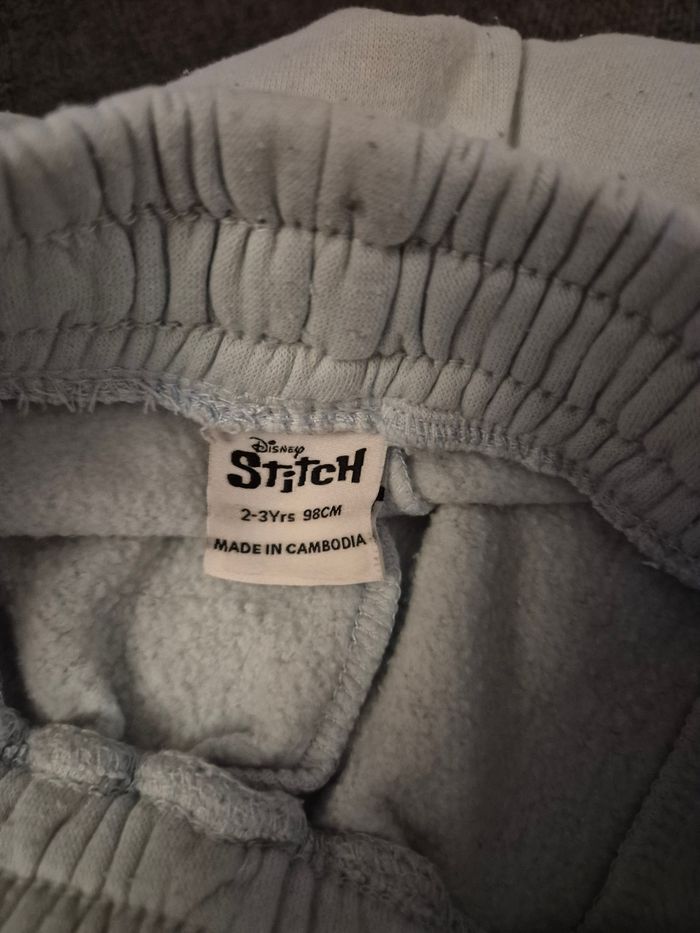 Disney
Stitch
2-3Yrs 98CM
MADE IN CAMBODIA